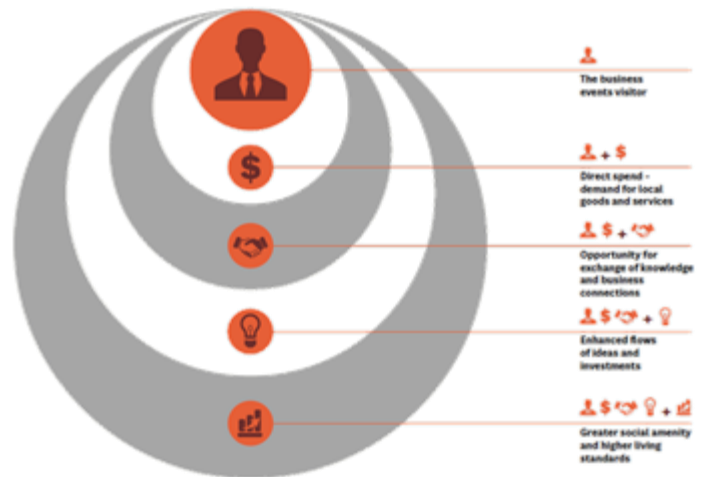 The business
events visitor
$
+ $
Direct spend -
demand for local
goods and services
$ +
Opportunity for
exchange of knowledge
and business
connections
$ +
Enhanced flows
of ideas and
investments
$ +
Greater social amenity
and higher living
standards